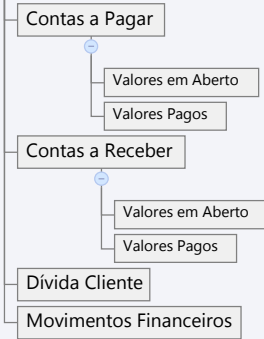 Contas a Pagar
Valores em Aberto
Valores Pagos
Contas a Receber
Valores em Aberto
Valores Pagos
Dívida Cliente
Movimentos Financeiros